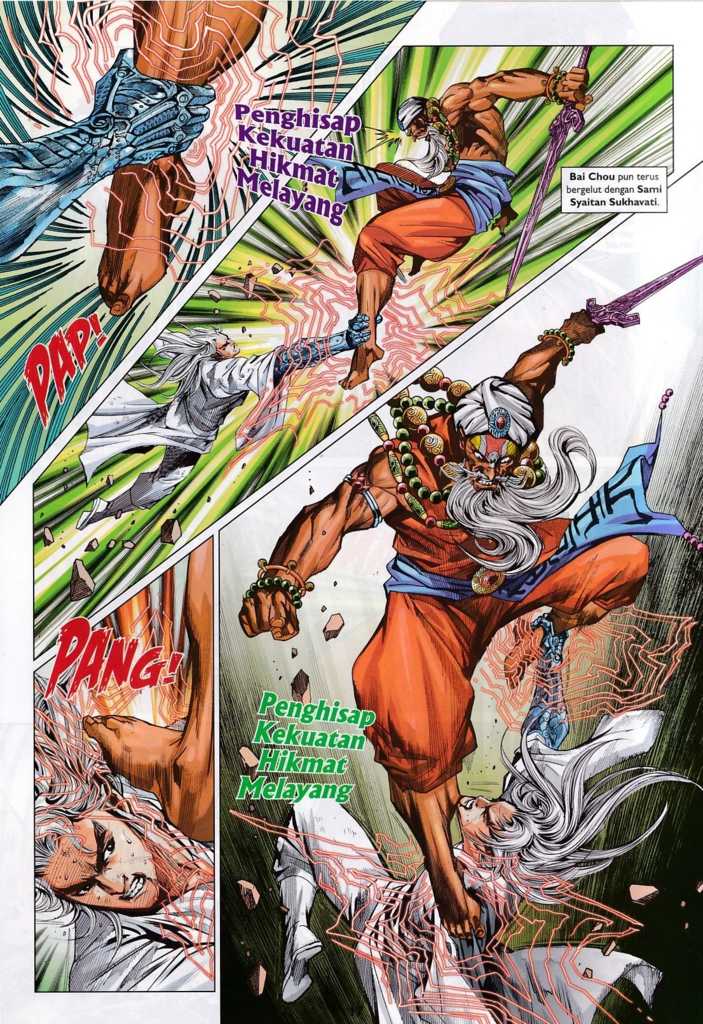 Penghisap
Kekuatan
Hikmat
Melayang
Bai Chou pun terus
bergelut dengan Sami
Syaitan Sukhavati.
PAP!
PANG!
Penghisap
Kekuatan
Hikmat
Melayang